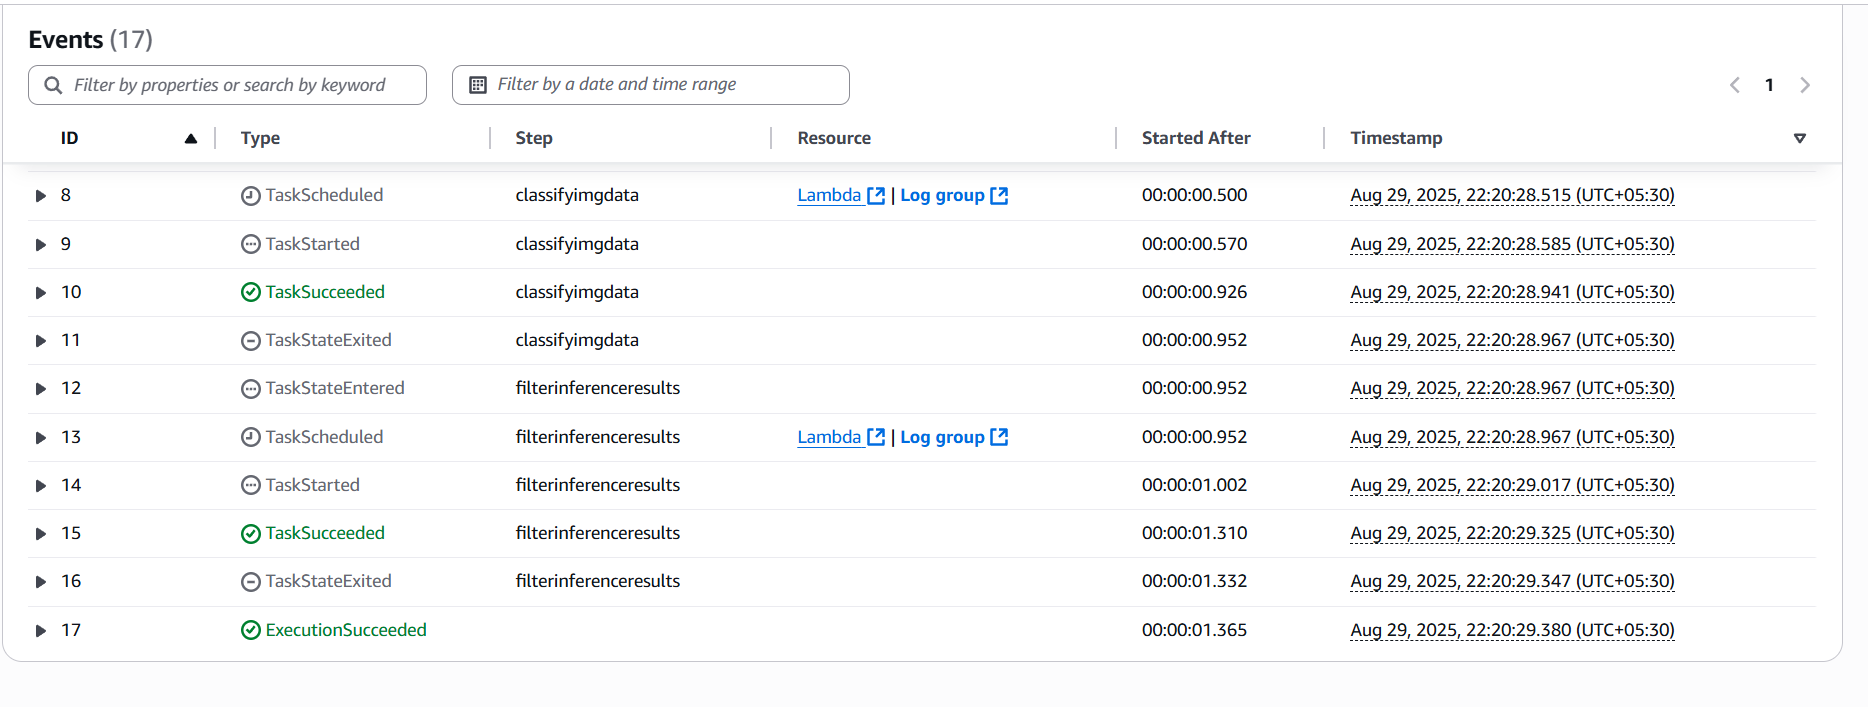 Events (17)
Filter by properties or search by keyword Filter by a date and time range 1
ID Type Step Resource Started After Timestamp
8 TaskScheduled classifyimgdata Lambda | Log group 00:00:00.500 Aug 29, 2025, 22:20:28.515 (UTC+05:30)
9 TaskStarted classifyimgdata 00:00:00.570 Aug 29, 2025, 22:20:28.585 (UTC+05:30)
10 TaskSucceeded classifyimgdata 00:00:00.926 Aug 29, 2025, 22:20:28.941 (UTC+05:30)
11 TaskStateExited classifyimgdata 00:00:00.952 Aug 29, 2025, 22:20:28.967 (UTC+05:30)
12 TaskStateEntered filterinferenceresults 00:00:00.952 Aug 29, 2025, 22:20:28.967 (UTC+05:30)
13 TaskScheduled filterinferenceresults Lambda | Log group 00:00:00.952 Aug 29, 2025, 22:20:28.967 (UTC+05:30)
14 TaskStarted filterinferenceresults 00:00:01.002 Aug 29, 2025, 22:20:29.017 (UTC+05:30)
15 TaskSucceeded filterinferenceresults 00:00:01.310 Aug 29, 2025, 22:20:29.325 (UTC+05:30)
16 TaskStateExited filterinferenceresults 00:00:01.332 Aug 29, 2025, 22:20:29.347 (UTC+05:30)
17 ExecutionSucceeded 00:00:01.365 Aug 29, 2025, 22:20:29.380 (UTC+05:30)